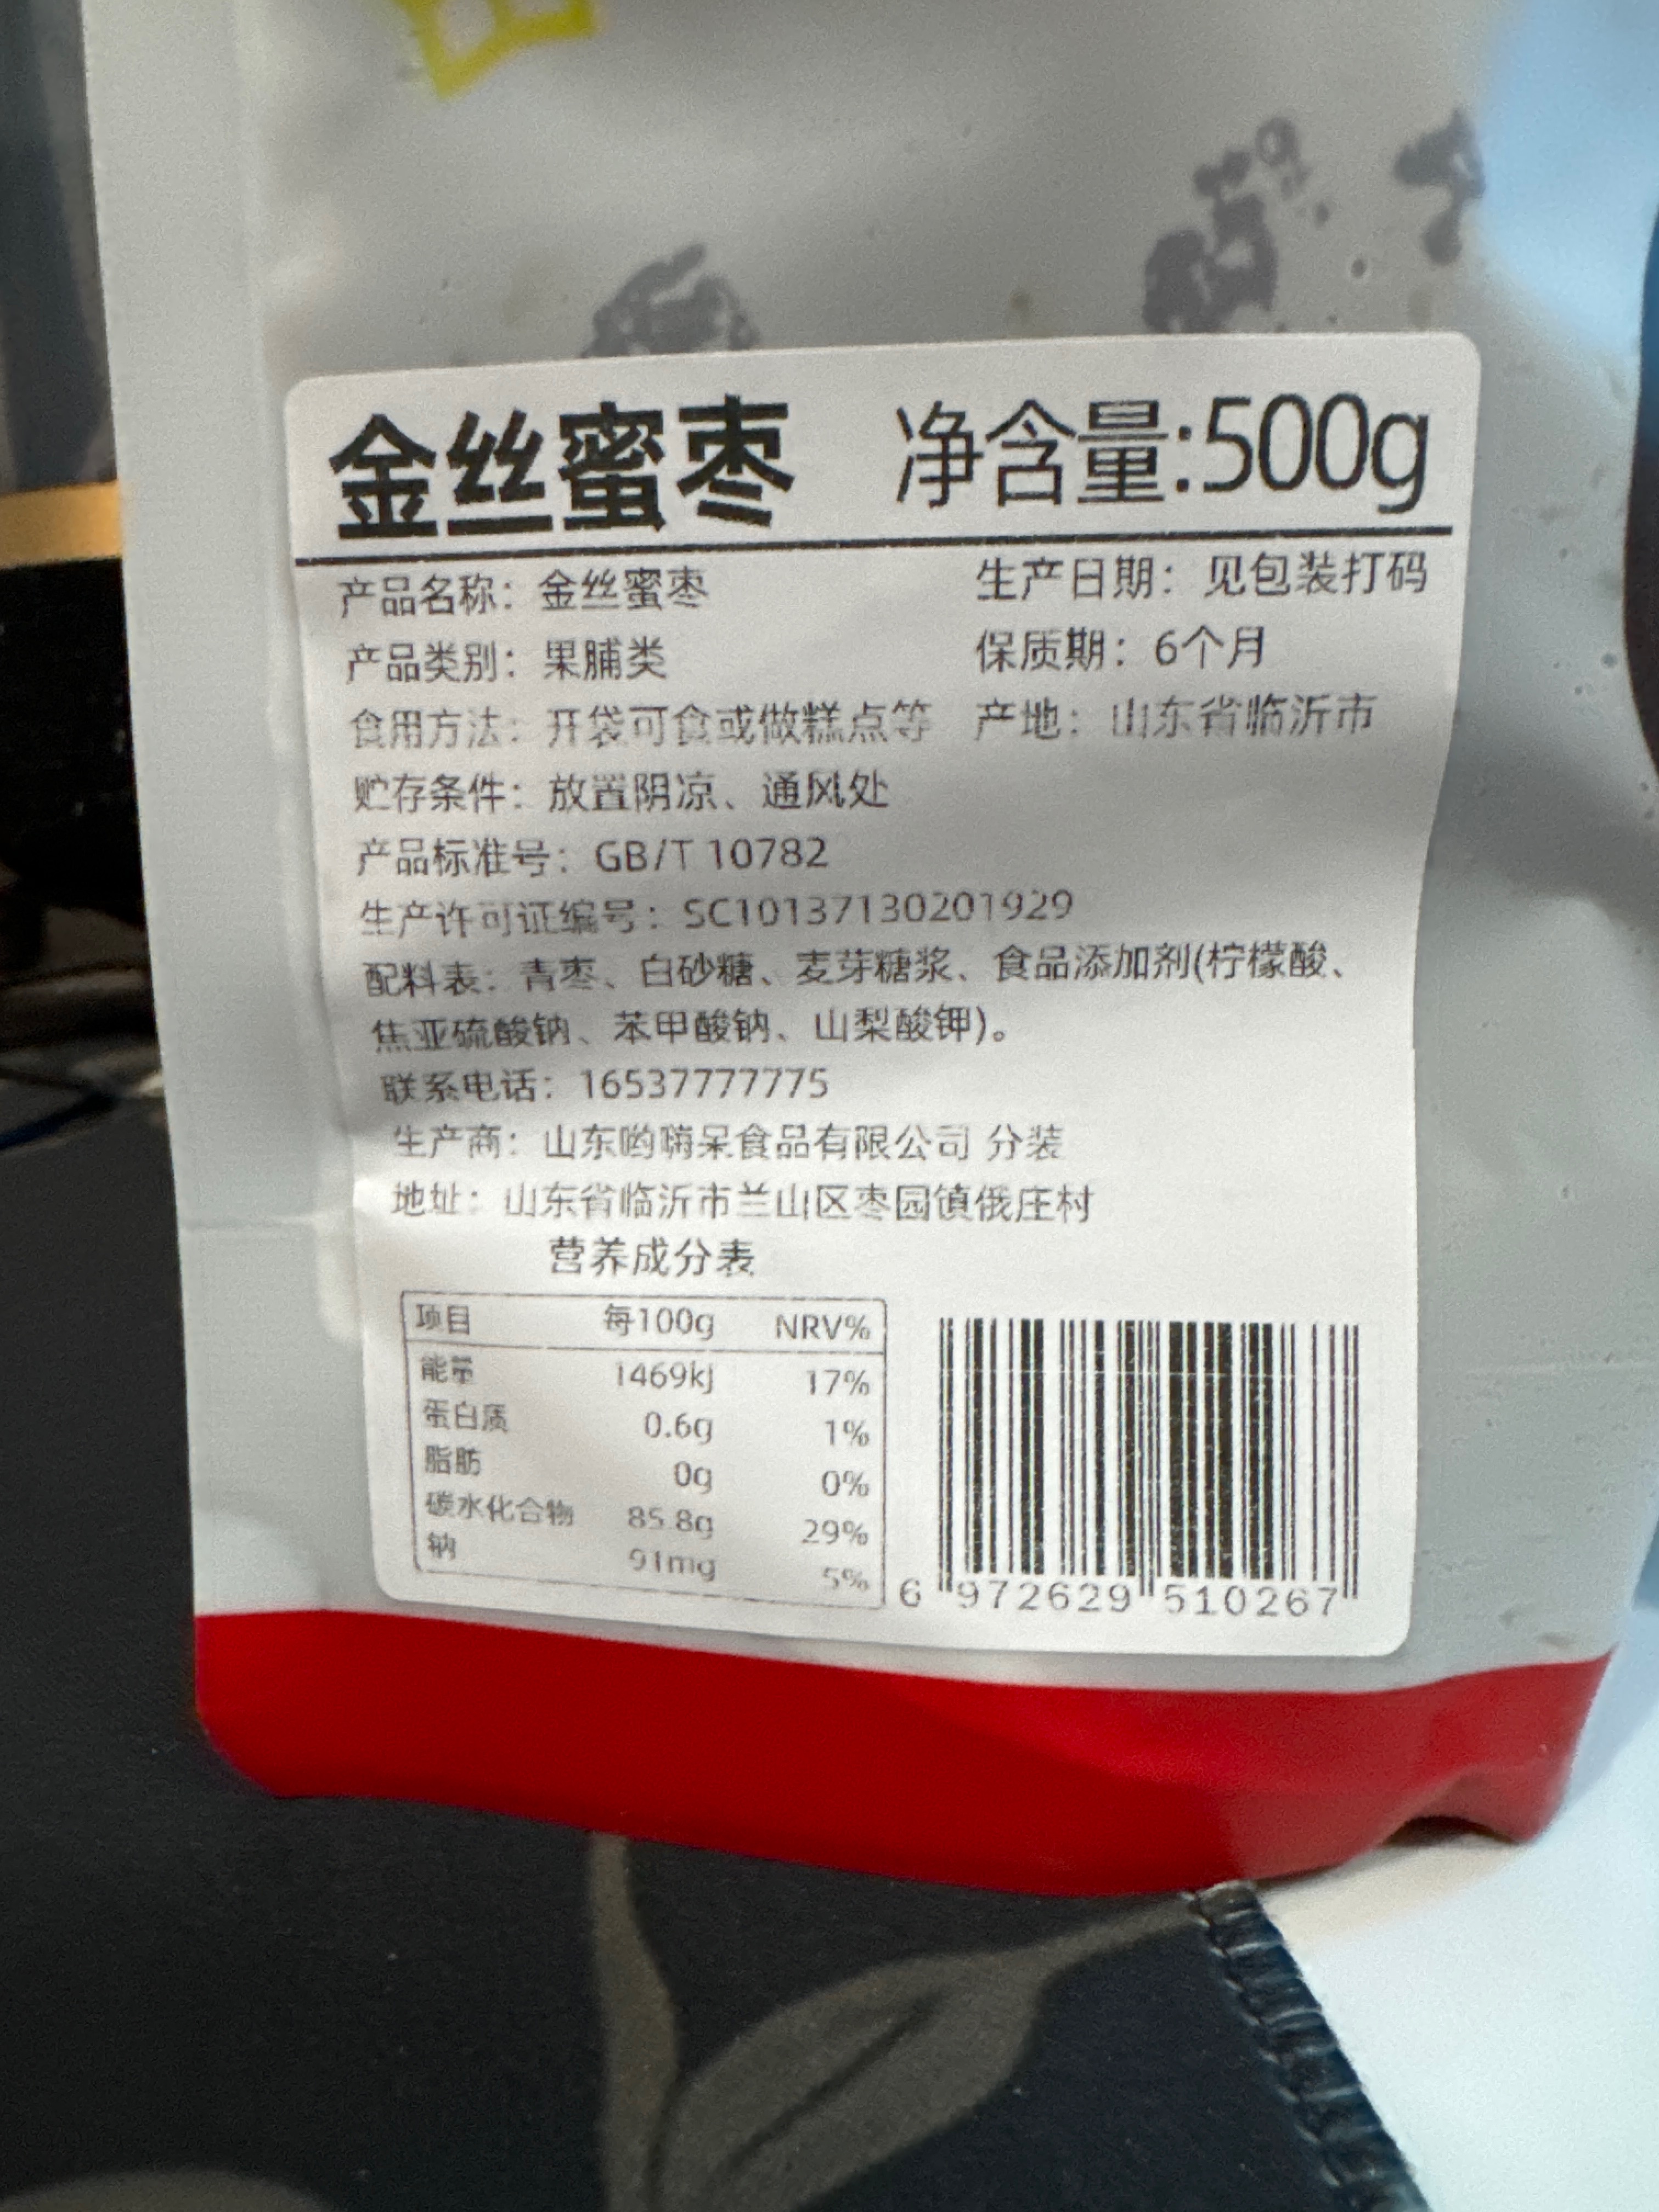 金丝蜜枣 净含量:500g
产品名称：金丝蜜枣 生产日期：见包装打码
产品类别：果脯类 保质期：6个月
食用方法：开袋可食或做糕点等 产地：山东省临沂市
贮存条件：放置阴凉、通风处
产品标准号：GB/T 10782
生产许可证编号：SC10137130201929
配料表：青枣、白砂糖、麦芽糖浆、食品添加剂(柠檬酸、
焦亚硫酸钠、苯甲酸钠、山梨酸钾)。
联系电话：16537777775
生产商：山东哟嗨呆食品有限公司 分装
地址：山东省临沂市兰山区枣园镇俄庄村
营养成分表
项目 每100g NRV%
能量 1469kJ 17%
蛋白质 0.6g 1%
脂肪 0g 0%
碳水化合物 85.8g 29%
钠 91mg 5%
6 972629 510267